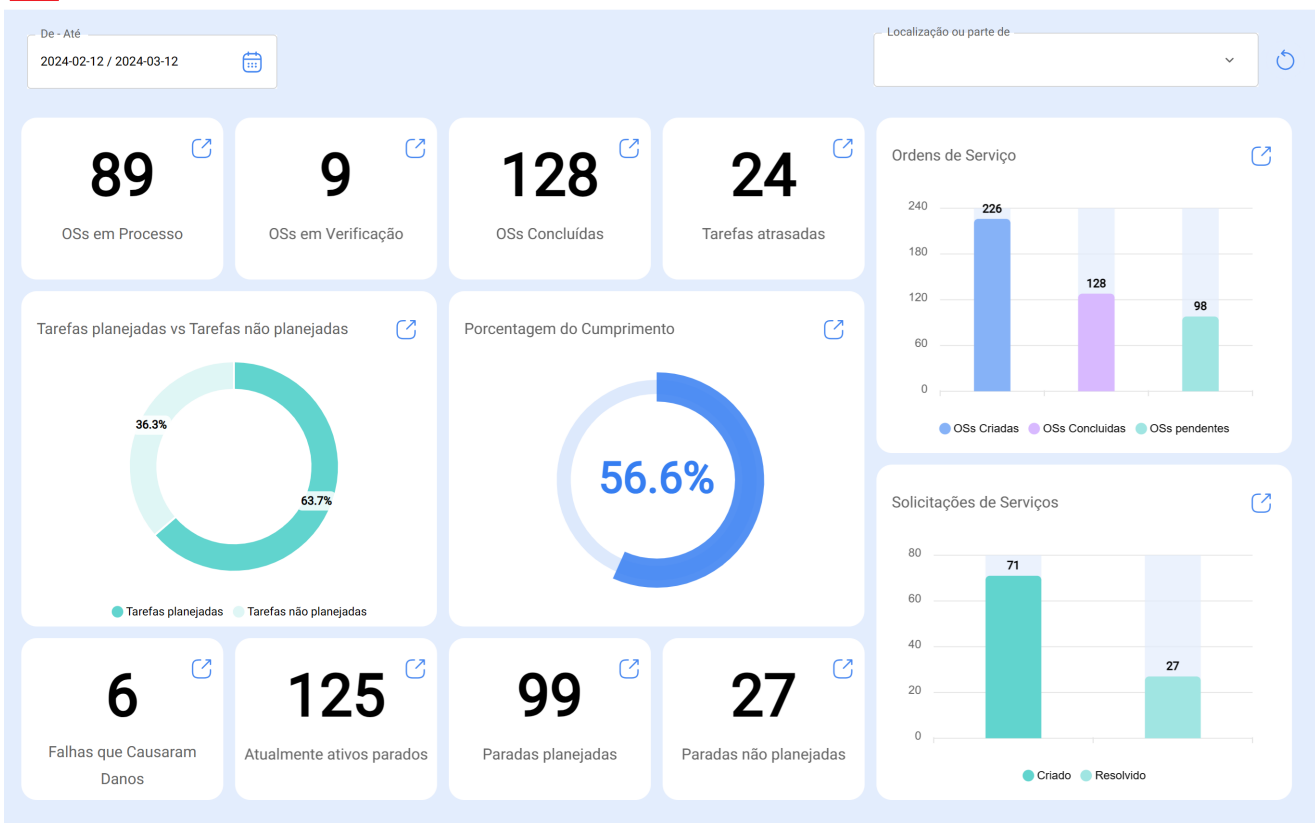 De - Até
2024-02-12 / 2024-03-12
Localização ou parte de
89
OSs em Processo
9
OSs em Verificação
128
OSs Concluídas
24
Tarefas atrasadas
Ordens de Serviço
240
180
120
60
0
226
128
98
OSs Criadas
OSs Concluidas
OSs pendentes
Tarefas planejadas vs Tarefas não planejadas
36.3%
63.7%
Tarefas planejadas
Tarefas não planejadas
Porcentagem do Cumprimento
56.6%
Solicitações de Serviços
80
60
40
20
0
71
27
Criado
Resolvido
6
Falhas que Causaram
Danos
125
Atualmente ativos parados
99
Paradas planejadas
27
Paradas não planejadas